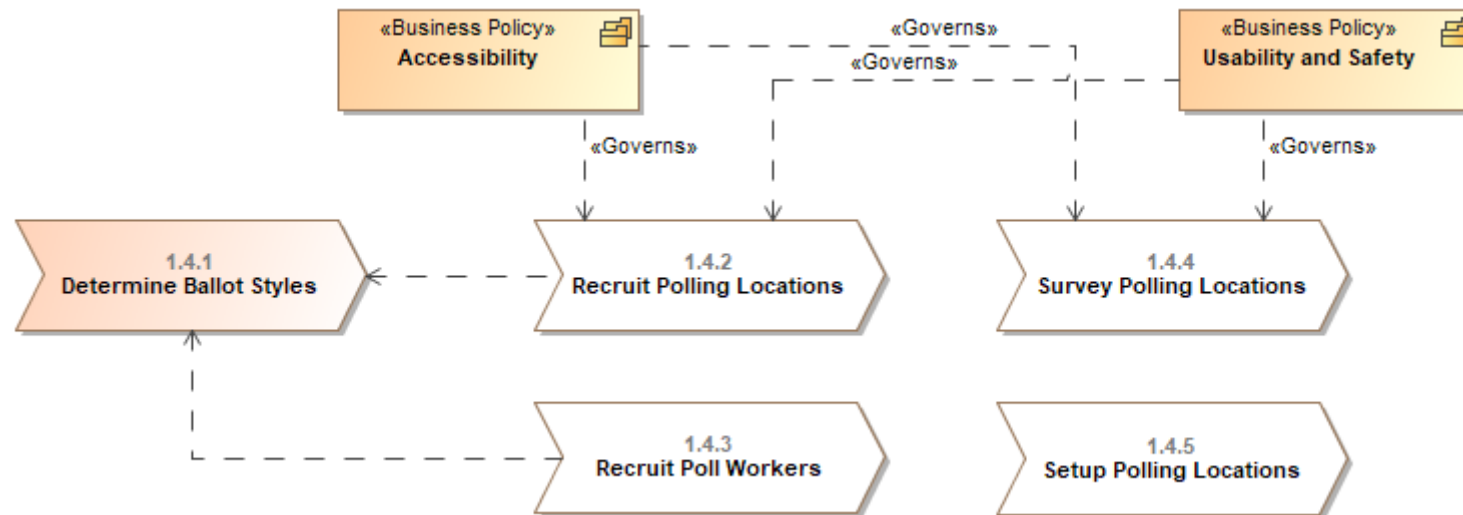 «Business Policy»
Accessibility
«Governs»
«Governs»
«Business Policy»
Usability and Safety
«Governs»
«Governs»
1.4.1
Determine Ballot Styles
1.4.2
Recruit Polling Locations
1.4.4
Survey Polling Locations
1.4.3
Recruit Poll Workers
1.4.5
Setup Polling Locations